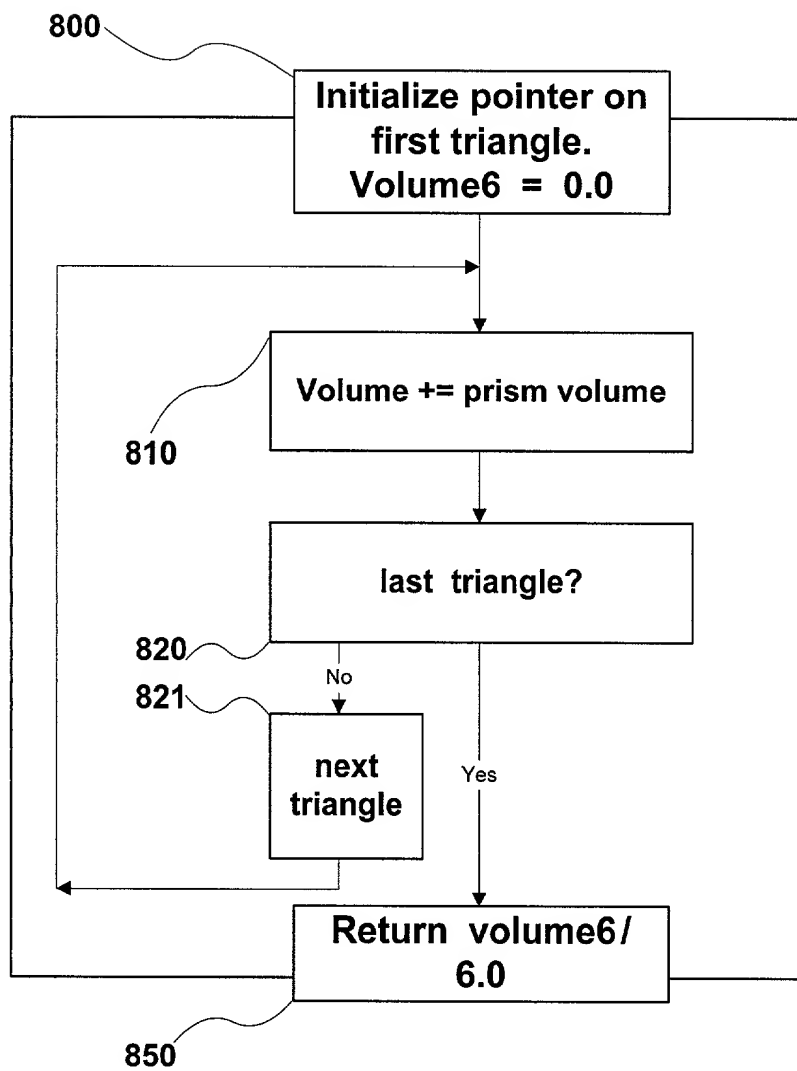 800
Initialize pointer on
first triangle.
Volume6 = 0.0
Volume += prism volume
810
last triangle?
820
No
821
next
triangle
Yes
Return volume6/
6.0
850